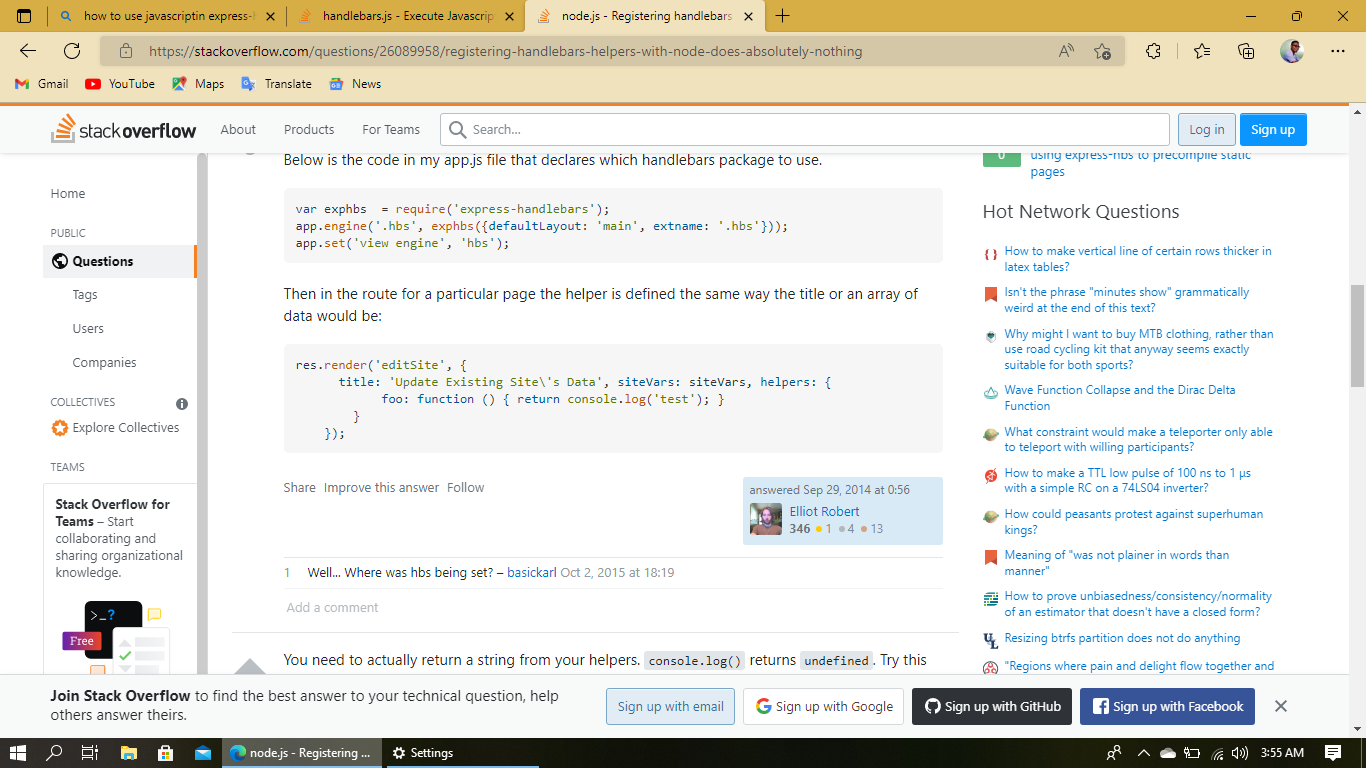 how to use javascriptin express-h
handlebars.js - Execute Javascrip
node.js - Registering handlebars
https://stackoverflow.com/questions/26089958/registering-handlebars-helpers-with-node-does-absolutely-nothing
Gmail
YouTube
Maps
Translate
News
stackoverflow
About
Products
For Teams
Search...
Log in
Sign up
Home
PUBLIC
Questions
Tags
Users
Companies
COLLECTIVES
Explore Collectives
TEAMS
Stack Overflow for
Teams – Start
collaborating and
sharing organizational
knowledge.
>_?
Free
Below is the code in my app.js file that declares which handlebars package to use.
var exphbs  = require('express-handlebars');
app.engine('.hbs', exphbs({defaultLayout: 'main', extname: '.hbs'}));
app.set('view engine', 'hbs');
Then in the route for a particular page the helper is defined the same way the title or an array of
data would be:
res.render('editSite', {
title: 'Update Existing Site\'s Data', siteVars: siteVars, helpers: {
foo: function () { return console.log('test'); }
}
});
Share Improve this answer Follow
answered Sep 29, 2014 at 0:56
Elliot Robert
346 1 4 13
1 Well... Where was hbs being set? – basickarl Oct 2, 2015 at 18:19
Add a comment
You need to actually return a string from your helpers. console.log() returns undefined. Try this
0
using express-hbs to precompile static
pages
Hot Network Questions
How to make vertical line of certain rows thicker in
latex tables?
Isn't the phrase "minutes show" grammatically
weird at the end of this text?
Why might I want to buy MTB clothing, rather than
use road cycling kit that anyway seems exactly
suitable for both sports?
Wave Function Collapse and the Dirac Delta
Function
What constraint would make a teleporter only able
to teleport with willing participants?
How to make a TTL low pulse of 100 ns to 1 µs
with a simple RC on a 74LS04 inverter?
How could peasants protest against superhuman
kings?
Meaning of "was not plainer in words than
manner"
How to prove unbiasedness/consistency/normality
of an estimator that doesn't have a closed form?
Resizing btrfs partition does not do anything
"Regions where pain and delight flow together and
Join Stack Overflow to find the best answer to your technical question, help
others answer theirs.
Sign up with email
Sign up with Google
Sign up with GitHub
Sign up with Facebook
node.js - Registering ...
Settings
3:55 AM